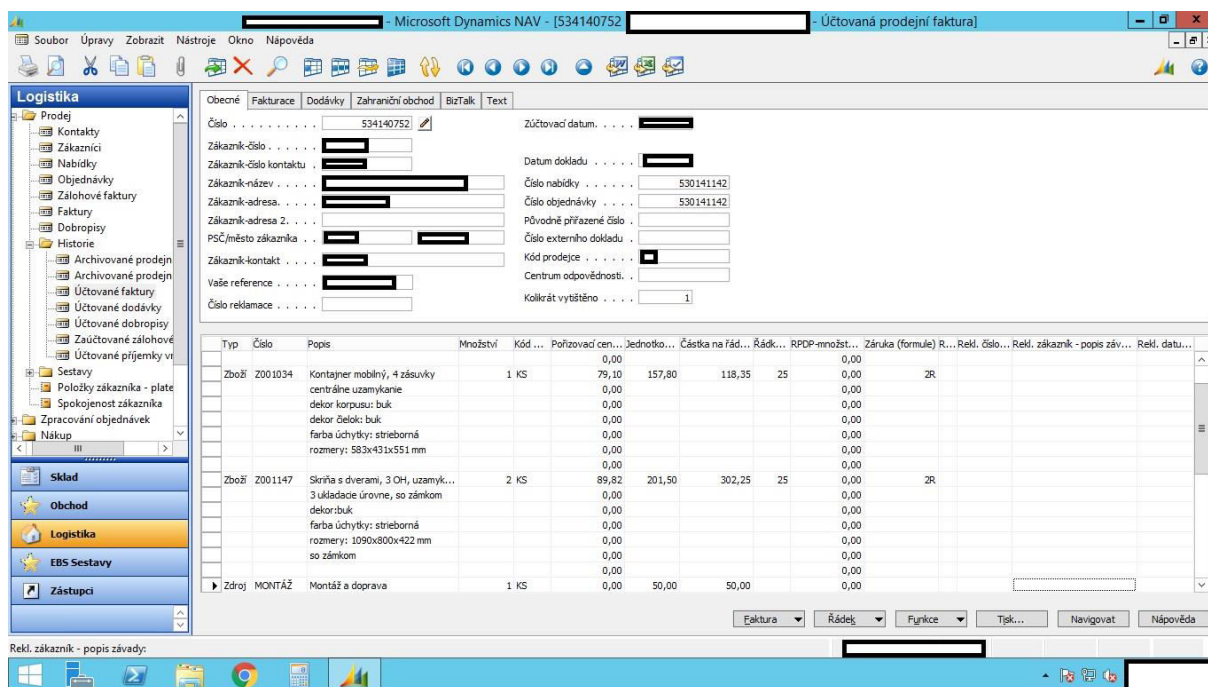 - Microsoft Dynamics NAV - [534140752 - Účtovaná prodejní faktura]
Soubor Úpravy Zobrazit Nástroje Okno Nápověda
Logistika
Prodej
Kontakty
Zákazníci
Nabídky
Objednávky
Zálohové faktury
Faktury
Dobropisy
Historie
Archivované prodejn
Archivované prodejn
Účtované faktury
Účtované dodávky
Účtované dobropisy
Zaúčtované zálohové
Účtované příjemky vr
Sestavy
Položky zákazníka - plate
Spokojenost zákazníka
Zpracování objednávek
Nákup
Sklad
Obchod
Logistika
EBS Sestavy
Zástupci
Obecné Fakturace Dodávky Zahraniční obchod BizTalk Text
Číslo . . . . . . . . . . 534140752
Zákazník-číslo . . . . . .
Zákazník-číslo kontaktu .
Zákazník-název . . . . .
Zákazník-adresa. . . . .
Zákazník-adresa 2. . . .
PSČ/město zákazníka . .
Zákazník-kontakt . . . .
Vaše reference . . . . .
Číslo reklamace . . . . .
Zúčtovací datum. . . . .
Datum dokladu . . . . .
Číslo nabídky . . . . . . 530141142
Číslo objednávky . . . . 530141142
Původně přiřazené číslo .
Číslo externího dokladu .
Kód prodejce . . . . . .
Centrum odpovědnosti. .
Kolikrát vytištěno . . . . 1
Typ Číslo Popis Množství Kód ... Pořizovací cen... Jednotko... Částka na řád... Řádk... RPDP-množst... Záruka (formule) R... Rekl. číslo... Rekl. zákazník - popis záv... Rekl. datu...
0,00 0,00
Zboží Z001034 Kontajner mobilný, 4 zásuvky 1 KS 79,10 157,80 118,35 25 0,00 2R
centrálne uzamykanie 0,00 0,00
dekor korpusu: buk 0,00 0,00
dekor čielok: buk 0,00 0,00
farba úchytky: strieborná 0,00 0,00
rozmery: 583x431x551 mm 0,00 0,00
0,00 0,00
Zboží Z001147 Skriňa s dverami, 3 OH, uzamyk... 2 KS 89,82 201,50 302,25 25 0,00 2R
3 ukladacie úrovne, so zámkom 0,00 0,00
dekor:buk 0,00 0,00
farba úchytky: strieborná 0,00 0,00
rozmery: 1090x800x422 mm 0,00 0,00
so zámkom 0,00 0,00
0,00 0,00
Zdroj MONTÁŽ Montáž a doprava 1 KS 0,00 50,00 50,00 0,00
Faktura Řádek Funkce Tisk... Navigovat Nápověda
Rekl. zákazník - popis závady: